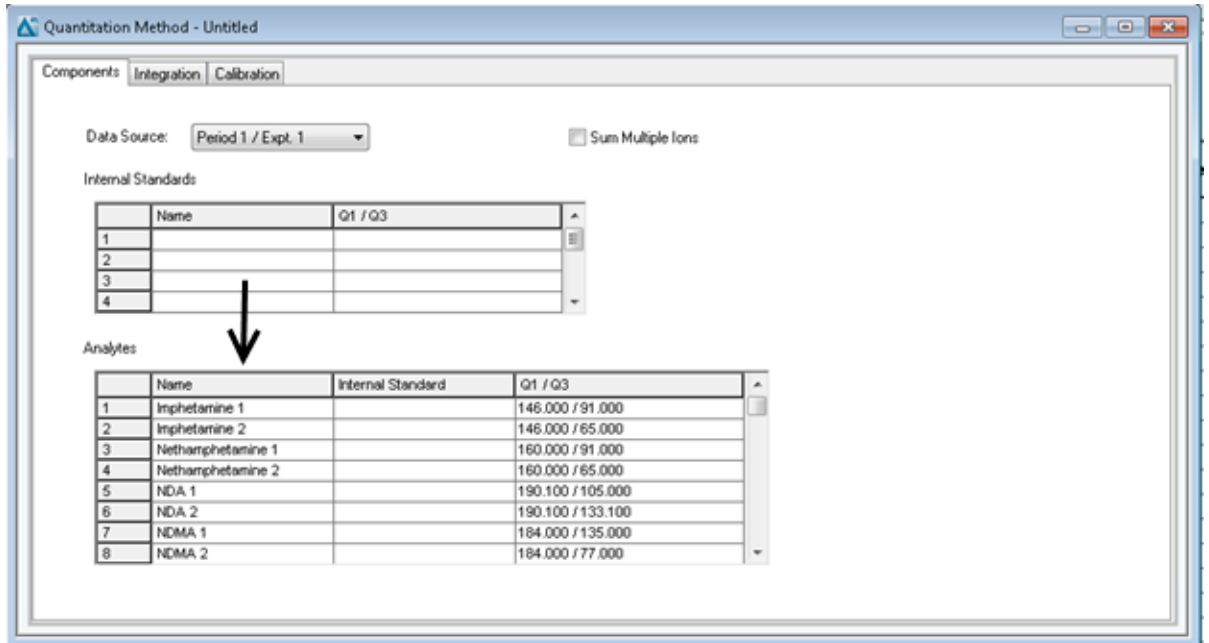 Quantitation Method - Untitled
Components Integration Calibration
Data Source: Period 1 / Expt. 1 Sum Multiple Ions
Internal Standards
Name Q1 / Q3
1
2
3
4
Analytes
Name Internal Standard Q1 / Q3
1 Imphetamine 1 146.000 / 91.000
2 Imphetamine 2 146.000 / 65.000
3 Nethamphetamine 1 160.000 / 91.000
4 Nethamphetamine 2 160.000 / 65.000
5 NDA 1 190.100 / 105.000
6 NDA 2 190.100 / 133.100
7 NDMA 1 184.000 / 135.000
8 NDMA 2 184.000 / 77.000